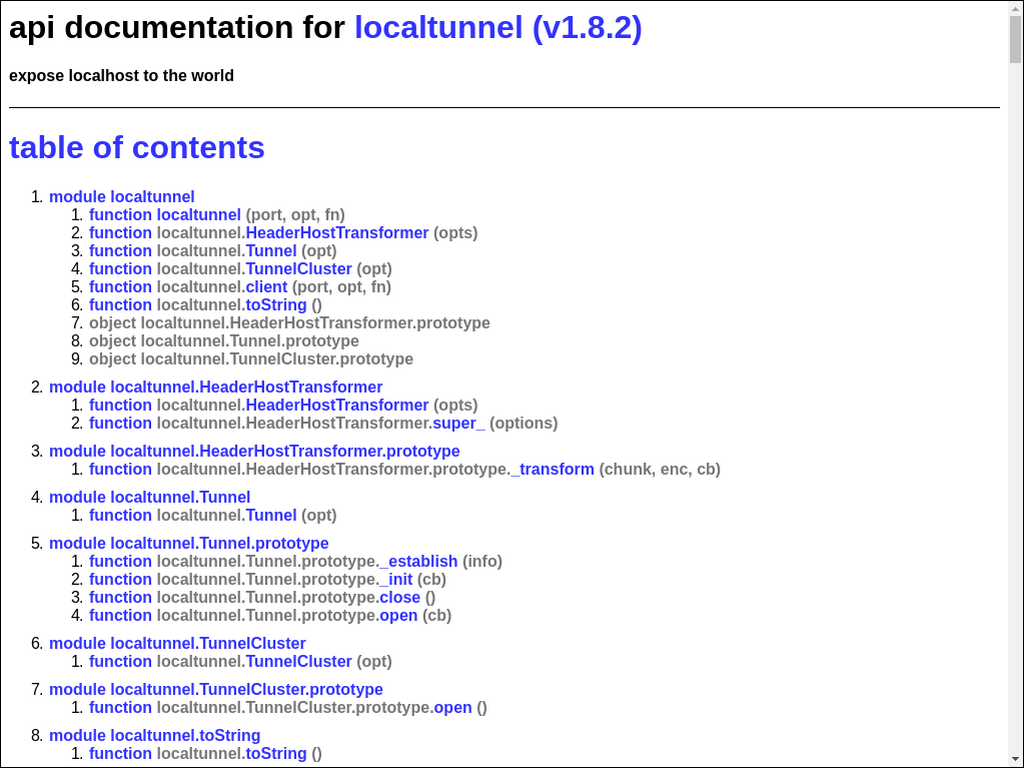 api documentation for localtunnel (v1.8.2)
expose localhost to the world
table of contents
1. module localtunnel
1. function localtunnel (port, opt, fn)
2. function localtunnel.HeaderHostTransformer (opts)
3. function localtunnel.Tunnel (opt)
4. function localtunnel.TunnelCluster (opt)
5. function localtunnel.client (port, opt, fn)
6. function localtunnel.toString ()
7. object localtunnel.HeaderHostTransformer.prototype
8. object localtunnel.Tunnel.prototype
9. object localtunnel.TunnelCluster.prototype
2. module localtunnel.HeaderHostTransformer
1. function localtunnel.HeaderHostTransformer (opts)
2. function localtunnel.HeaderHostTransformer.super_ (options)
3. module localtunnel.HeaderHostTransformer.prototype
1. function localtunnel.HeaderHostTransformer.prototype._transform (chunk, enc, cb)
4. module localtunnel.Tunnel
1. function localtunnel.Tunnel (opt)
5. module localtunnel.Tunnel.prototype
1. function localtunnel.Tunnel.prototype._establish (info)
2. function localtunnel.Tunnel.prototype._init (cb)
3. function localtunnel.Tunnel.prototype.close ()
4. function localtunnel.Tunnel.prototype.open (cb)
6. module localtunnel.TunnelCluster
1. function localtunnel.TunnelCluster (opt)
7. module localtunnel.TunnelCluster.prototype
1. function localtunnel.TunnelCluster.prototype.open ()
8. module localtunnel.toString
1. function localtunnel.toString ()